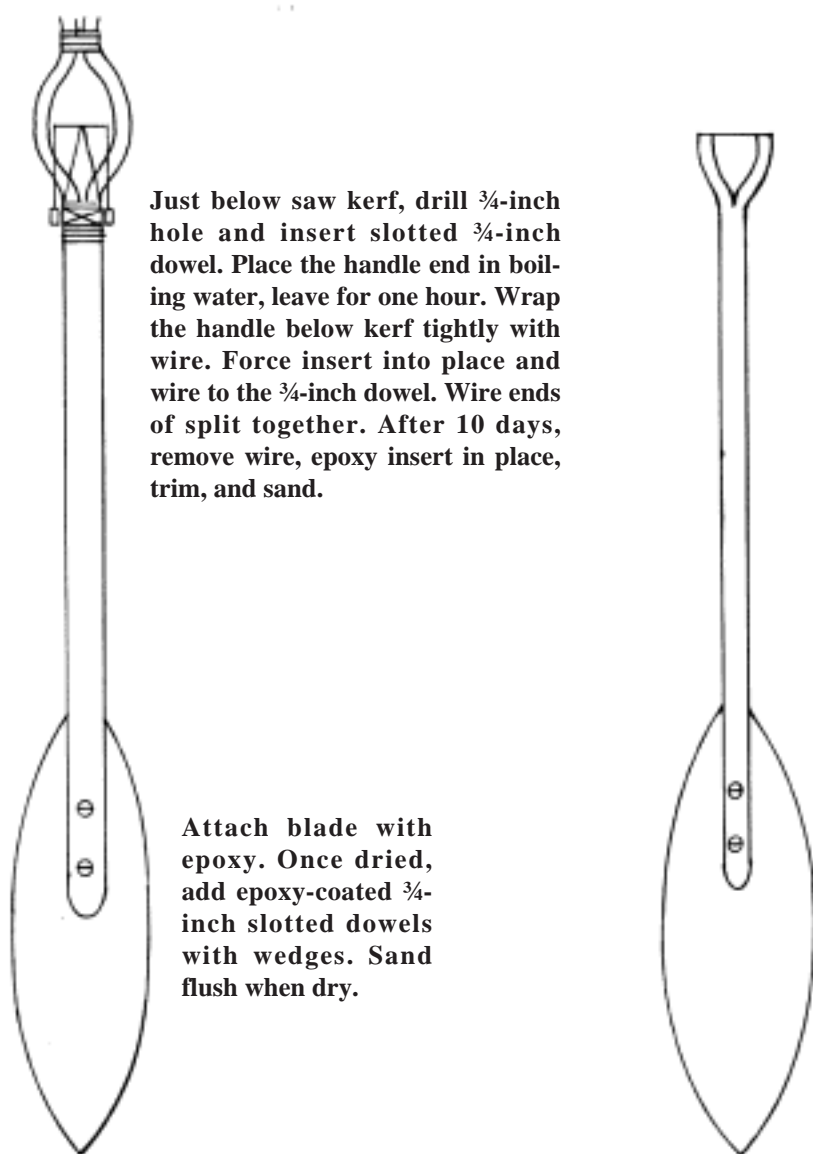 Just below saw kerf, drill ¾-inch
hole and insert slotted ¾-inch
dowel. Place the handle end in boil-
ing water, leave for one hour. Wrap
the handle below kerf tightly with
wire. Force insert into place and
wire to the ¾-inch dowel. Wire ends
of split together. After 10 days,
remove wire, epoxy insert in place,
trim, and sand.
Attach blade with
epoxy. Once dried,
add epoxy-coated ¾-
inch slotted dowels
with wedges. Sand
flush when dry.